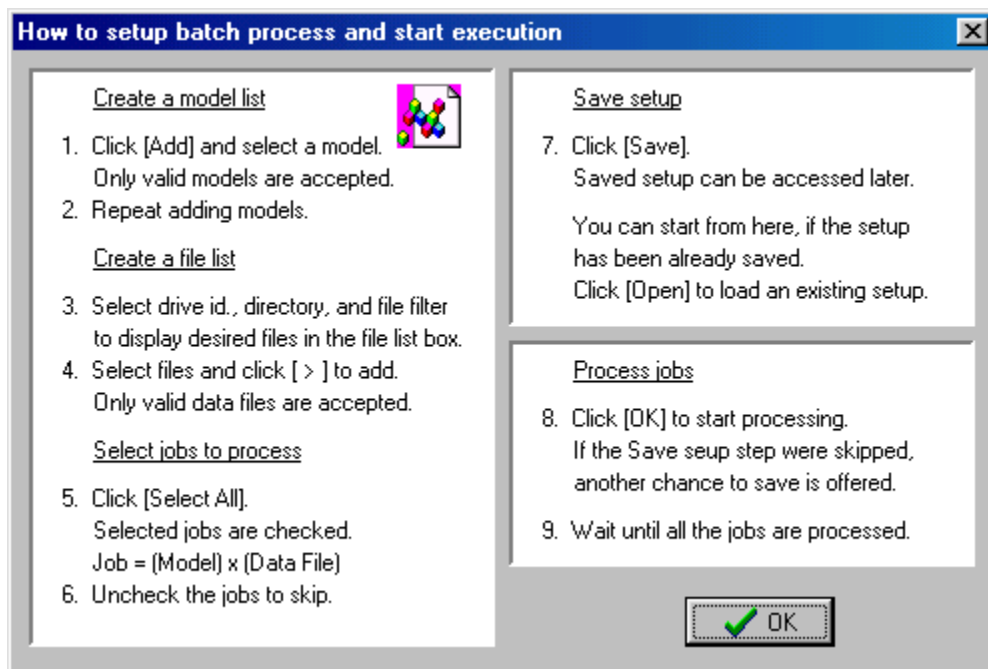 How to setup batch process and start execution
Create a model list
1. Click [Add] and select a model.
Only valid models are accepted.
2. Repeat adding models.
Create a file list
3. Select drive id., directory, and file filter
to display desired files in the file list box.
4. Select files and click [ > ] to add.
Only valid data files are accepted.
Select jobs to process
5. Click [Select All].
Selected jobs are checked.
Job = (Model) x (Data File)
6. Uncheck the jobs to skip.
Save setup
7. Click [Save].
Saved setup can be accessed later.
You can start from here, if the setup
has been already saved.
Click [Open] to load an existing setup.
Process jobs
8. Click [OK] to start processing.
If the Save seup step were skipped,
another chance to save is offered.
9. Wait until all the jobs are processed.
OK